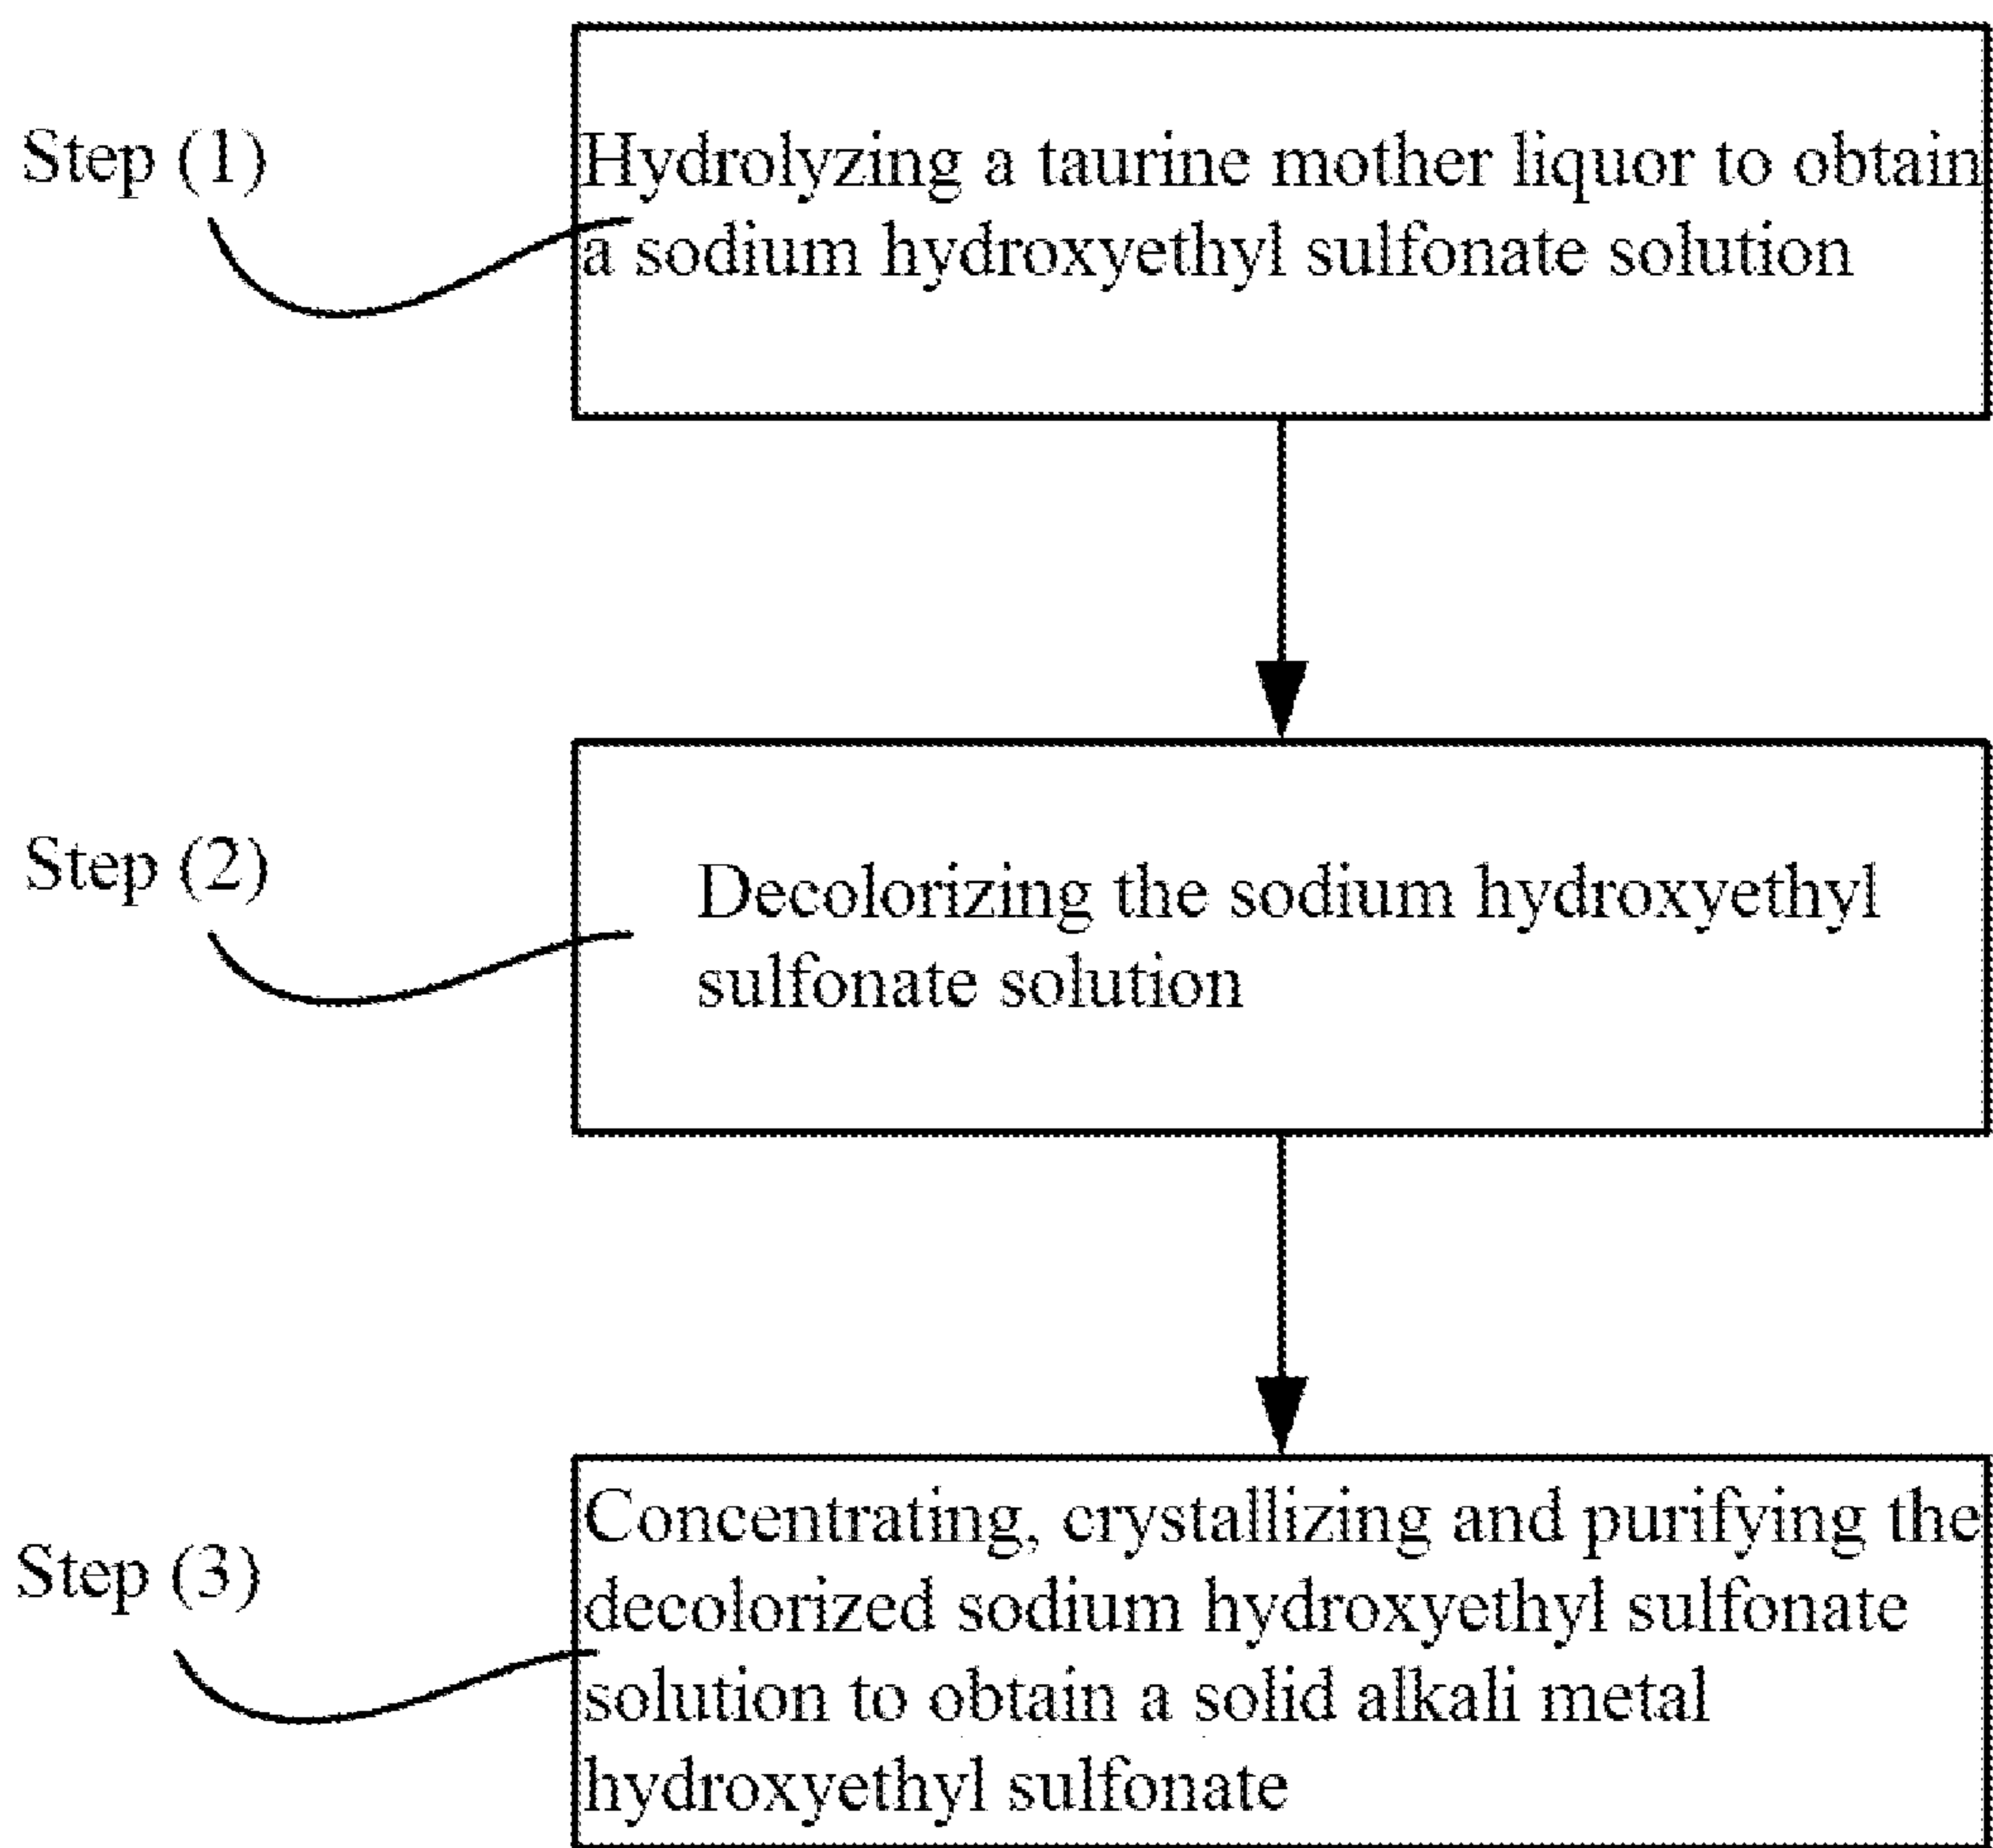 Step (1)
Hydrolyzing a taurine mother liquor to obtain
a sodium hydroxyethyl sulfonate solution
Step (2)
Decolorizing the sodium hydroxyethyl
sulfonate solution
Step (3)
Concentrating, crystallizing and purifying the
decolorized sodium hydroxyethyl sulfonate
solution to obtain a solid alkali metal
hydroxyethyl sulfonate